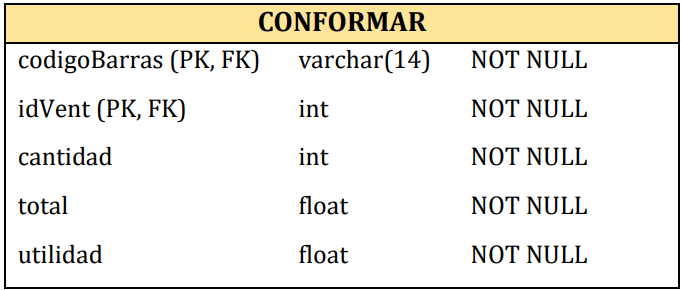 CONFORMAR
codigoBarras (PK, FK) varchar(14) NOT NULL
idVent (PK, FK) int NOT NULL
cantidad int NOT NULL
total float NOT NULL
utilidad float NOT NULL